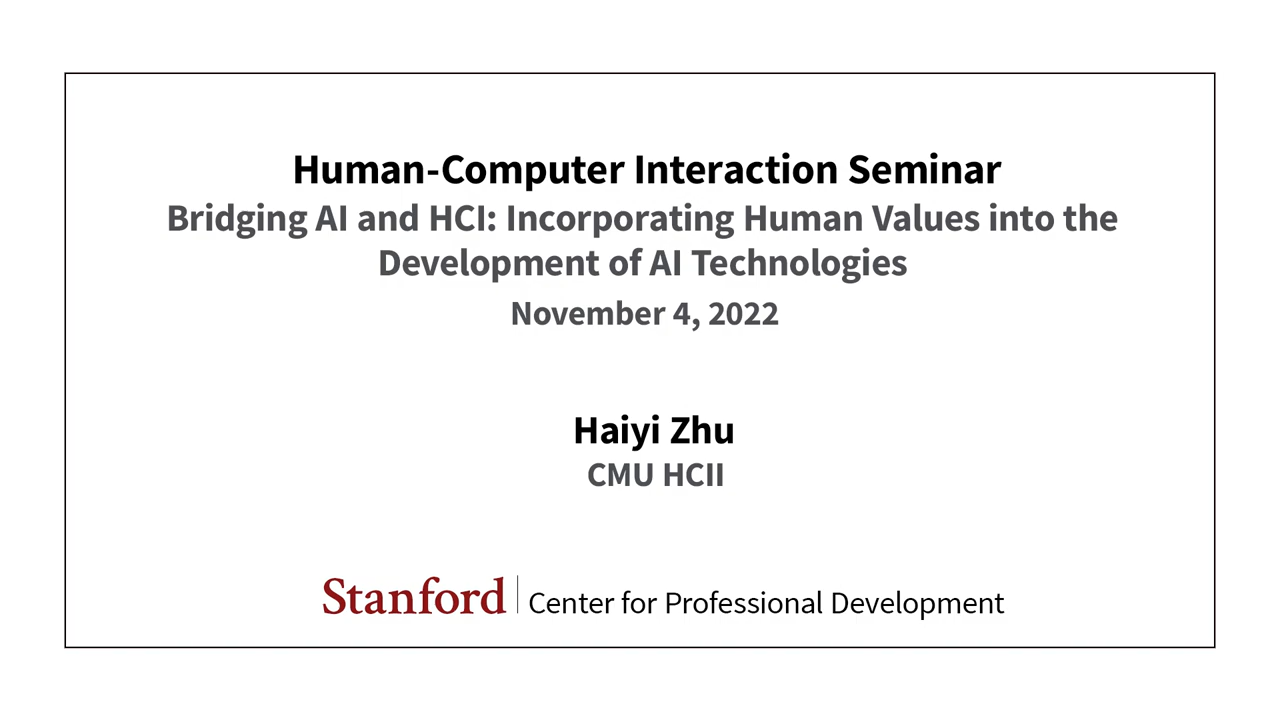 Human-Computer Interaction Seminar
Bridging AI and HCI: Incorporating Human Values into the
Development of AI Technologies
November 4, 2022
Haiyi Zhu
CMU HCII
Stanford | Center for Professional Development